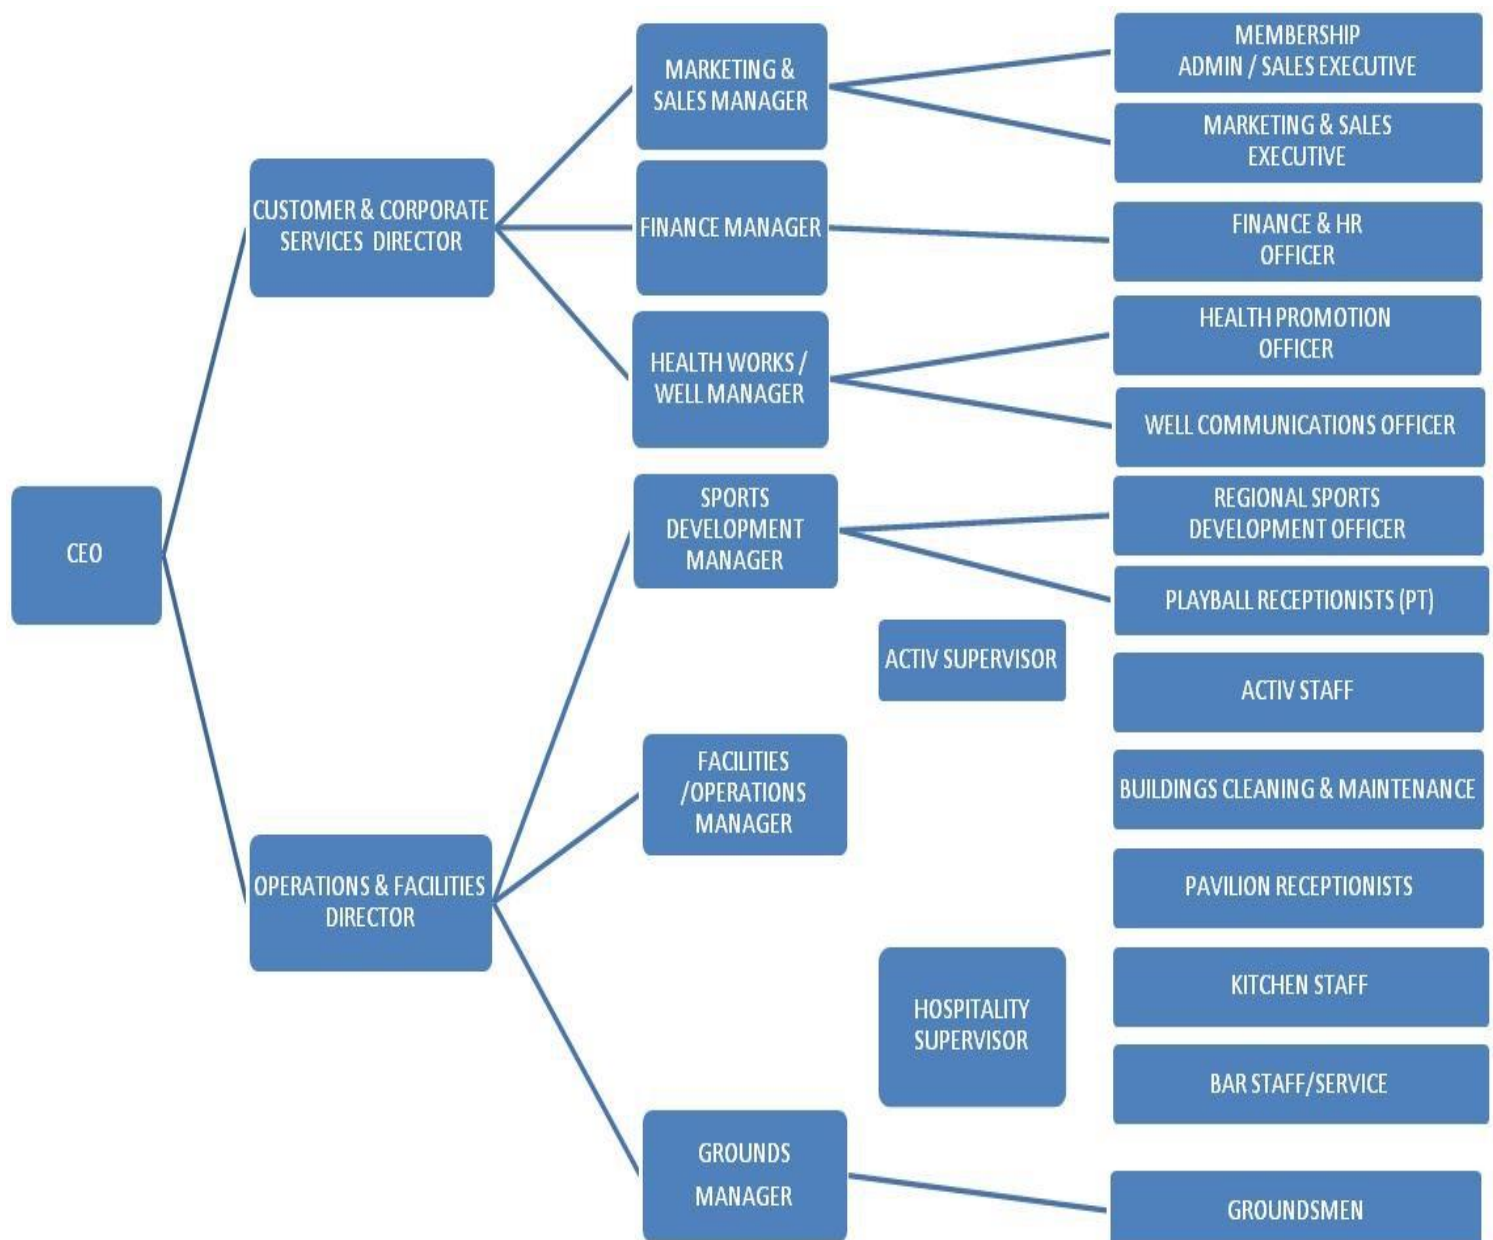 CEO
CUSTOMER & CORPORATE
SERVICES DIRECTOR
OPERATIONS & FACILITIES
DIRECTOR
MARKETING &
SALES MANAGER
FINANCE MANAGER
HEALTH WORKS /
WELL MANAGER
SPORTS
DEVELOPMENT
MANAGER
FACILITIES
/OPERATIONS
MANAGER
GROUNDS
MANAGER
ACTIV SUPERVISOR
HOSPITALITY
SUPERVISOR
MEMBERSHIP
ADMIN / SALES EXECUTIVE
MARKETING & SALES
EXECUTIVE
FINANCE & HR
OFFICER
HEALTH PROMOTION
OFFICER
WELL COMMUNICATIONS OFFICER
REGIONAL SPORTS
DEVELOPMENT OFFICER
PLAYBALL RECEPTIONISTS (PT)
ACTIV STAFF
BUILDINGS CLEANING & MAINTENANCE
PAVILION RECEPTIONISTS
KITCHEN STAFF
BAR STAFF/SERVICE
GROUNDSMEN